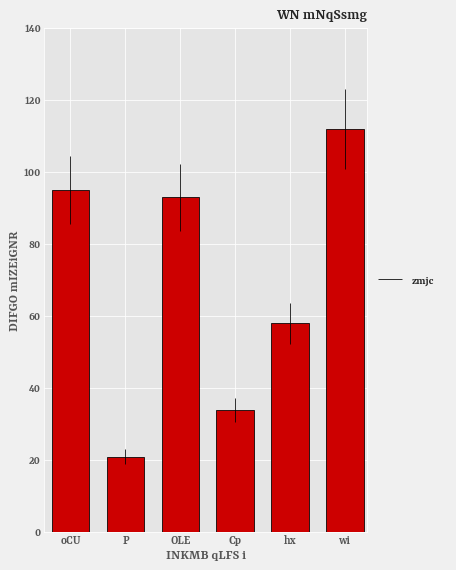 WN mNqSsmg
DIFGO mIZEiGNR
140
120
100
80
60
40
20
0
oCU P OLE Cp hx wi
INKMB qLFS i
zmjc